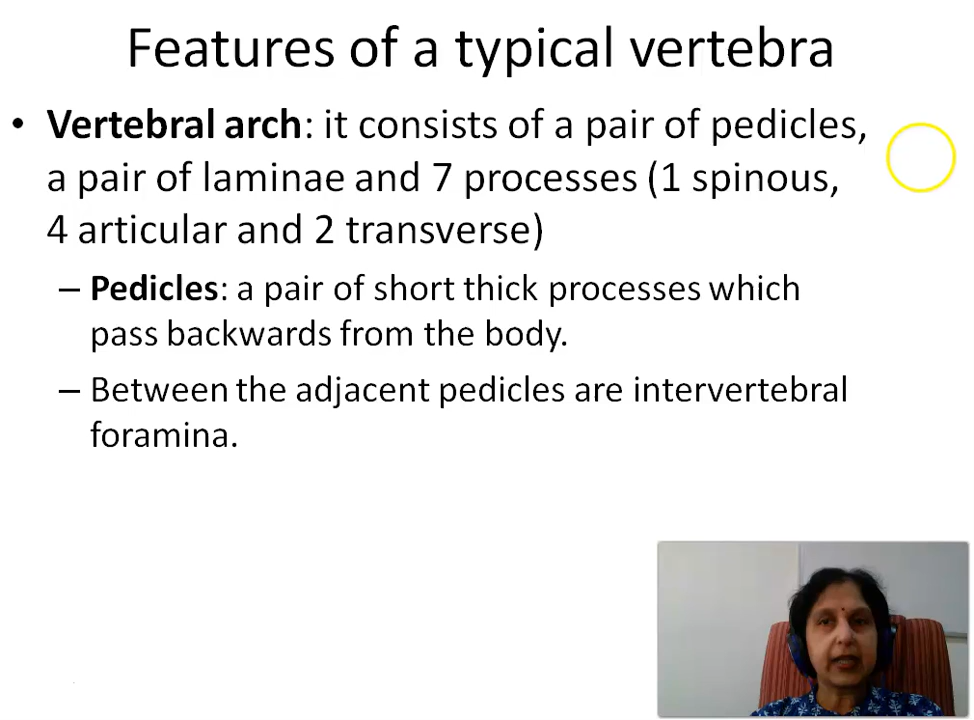 Features of a typical vertebra
• Vertebral arch: it consists of a pair of pedicles,
a pair of laminae and 7 processes (1 spinous,
4 articular and 2 transverse)
– Pedicles: a pair of short thick processes which
pass backwards from the body.
– Between the adjacent pedicles are intervertebral
foramina.